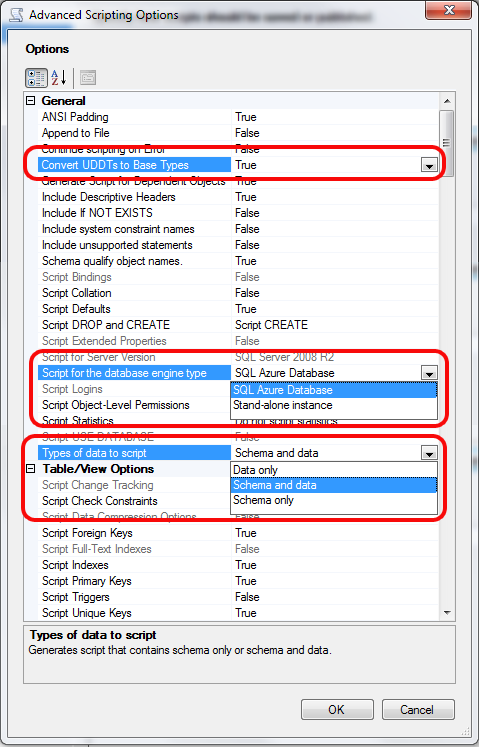 Advanced Scripting Options
Options
General
ANSI Padding True
Append to File False
Continue scripting on Error False
Convert UDDTs to Base Types True
Generate Script for Dependent Objects True
Include Descriptive Headers True
Include If NOT EXISTS False
Include system constraint names False
Include unsupported statements False
Schema qualify object names. True
Script Bindings False
Script Collation False
Script Defaults True
Script DROP and CREATE Script CREATE
Script Extended Properties False
Script for Server Version SQL Server 2008 R2
Script for the database engine type SQL Azure Database
Script Logins SQL Azure Database
Script Object-Level Permissions Stand-alone instance
Script Statistics Do not script statistics
Script USE DATABASE False
Types of data to script Schema and data
Table/View Options Data only
Script Change Tracking Schema and data
Script Check Constraints Schema only
Script Data Compression Options False
Script Foreign Keys True
Script Full-Text Indexes False
Script Indexes True
Script Primary Keys True
Script Triggers False
Script Unique Keys True
Types of data to script
Generates script that contains schema only or schema and data.
OK Cancel